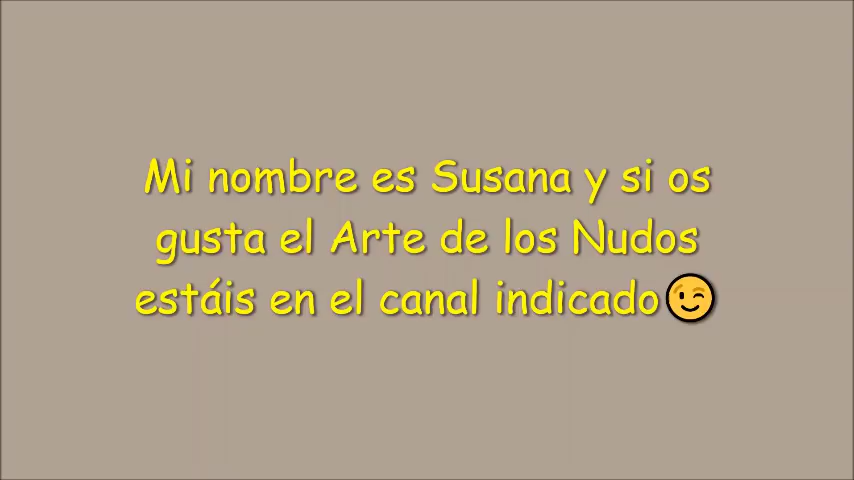 Mi nombre es Susana y si os
gusta el Arte de los Nudos
estáis en el canal indicado😉